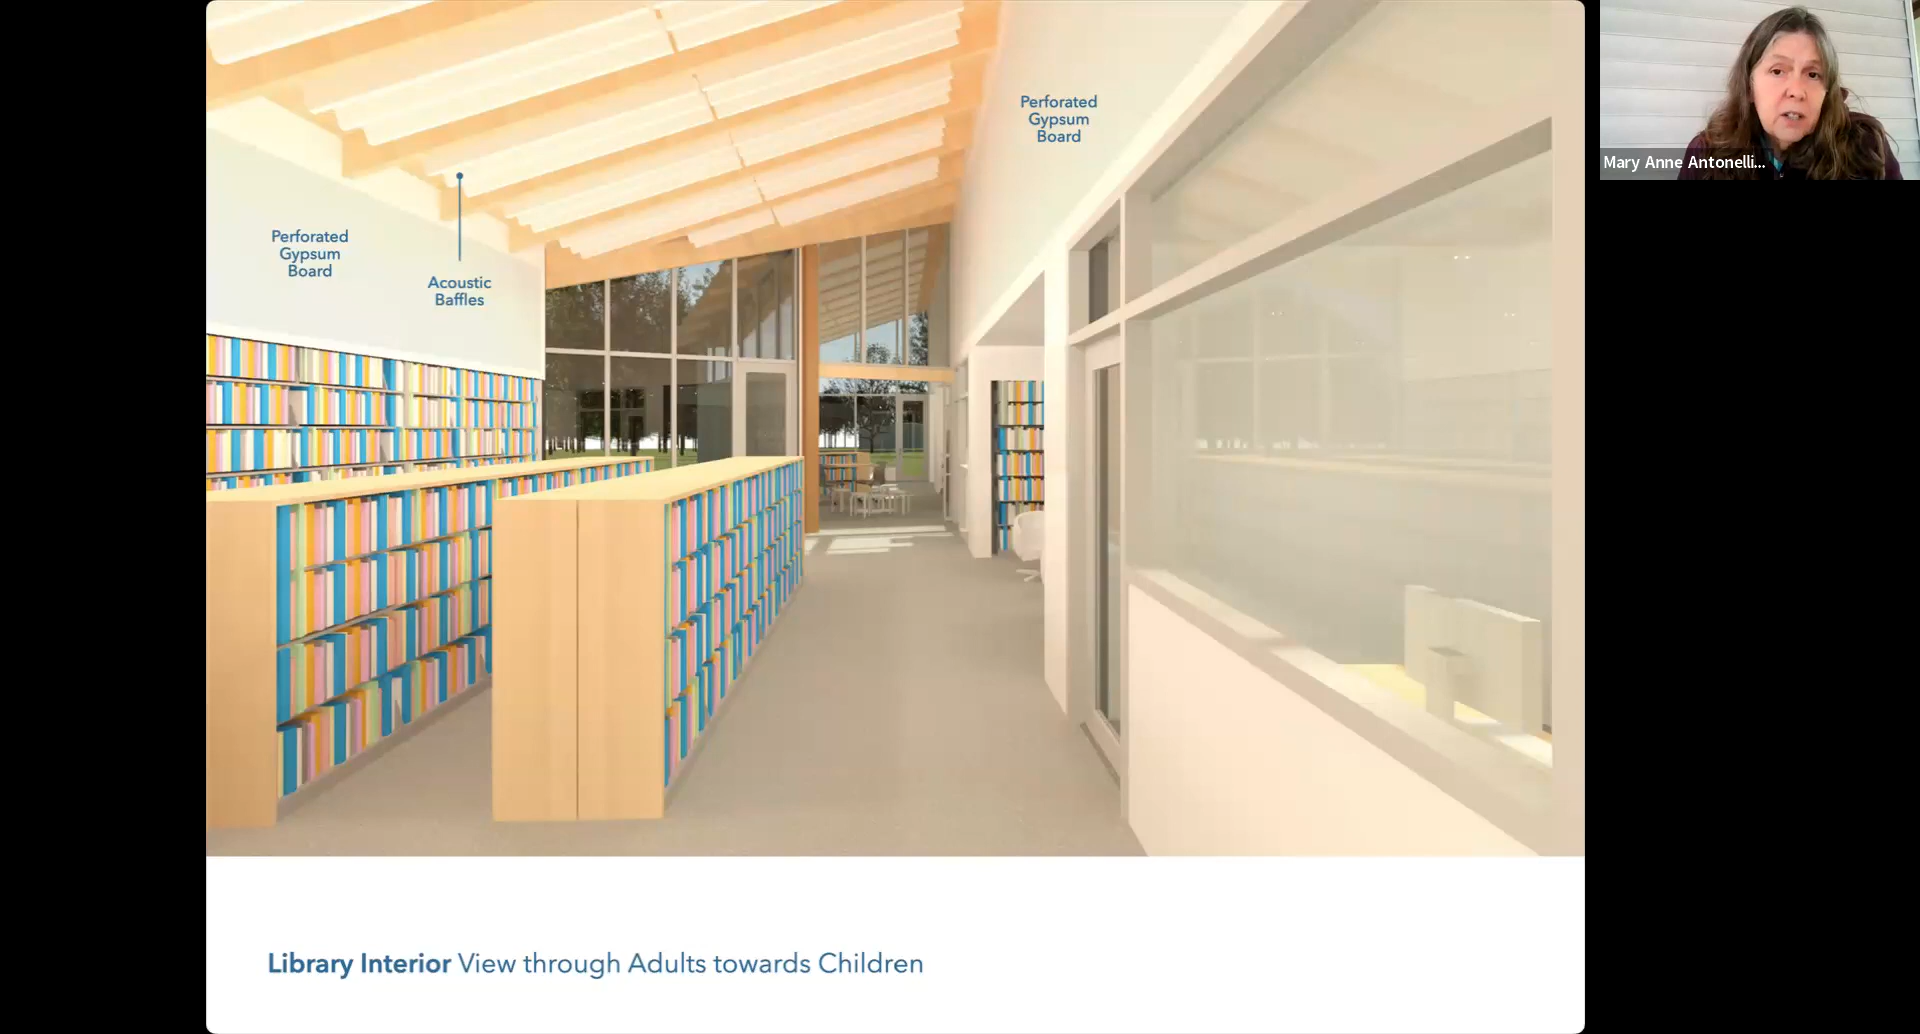 Perforated
Gypsum
Board
Mary Anne Antonelli...
Perforated
Gypsum
Board
Acoustic
Baffles
Library Interior View through Adults towards Children